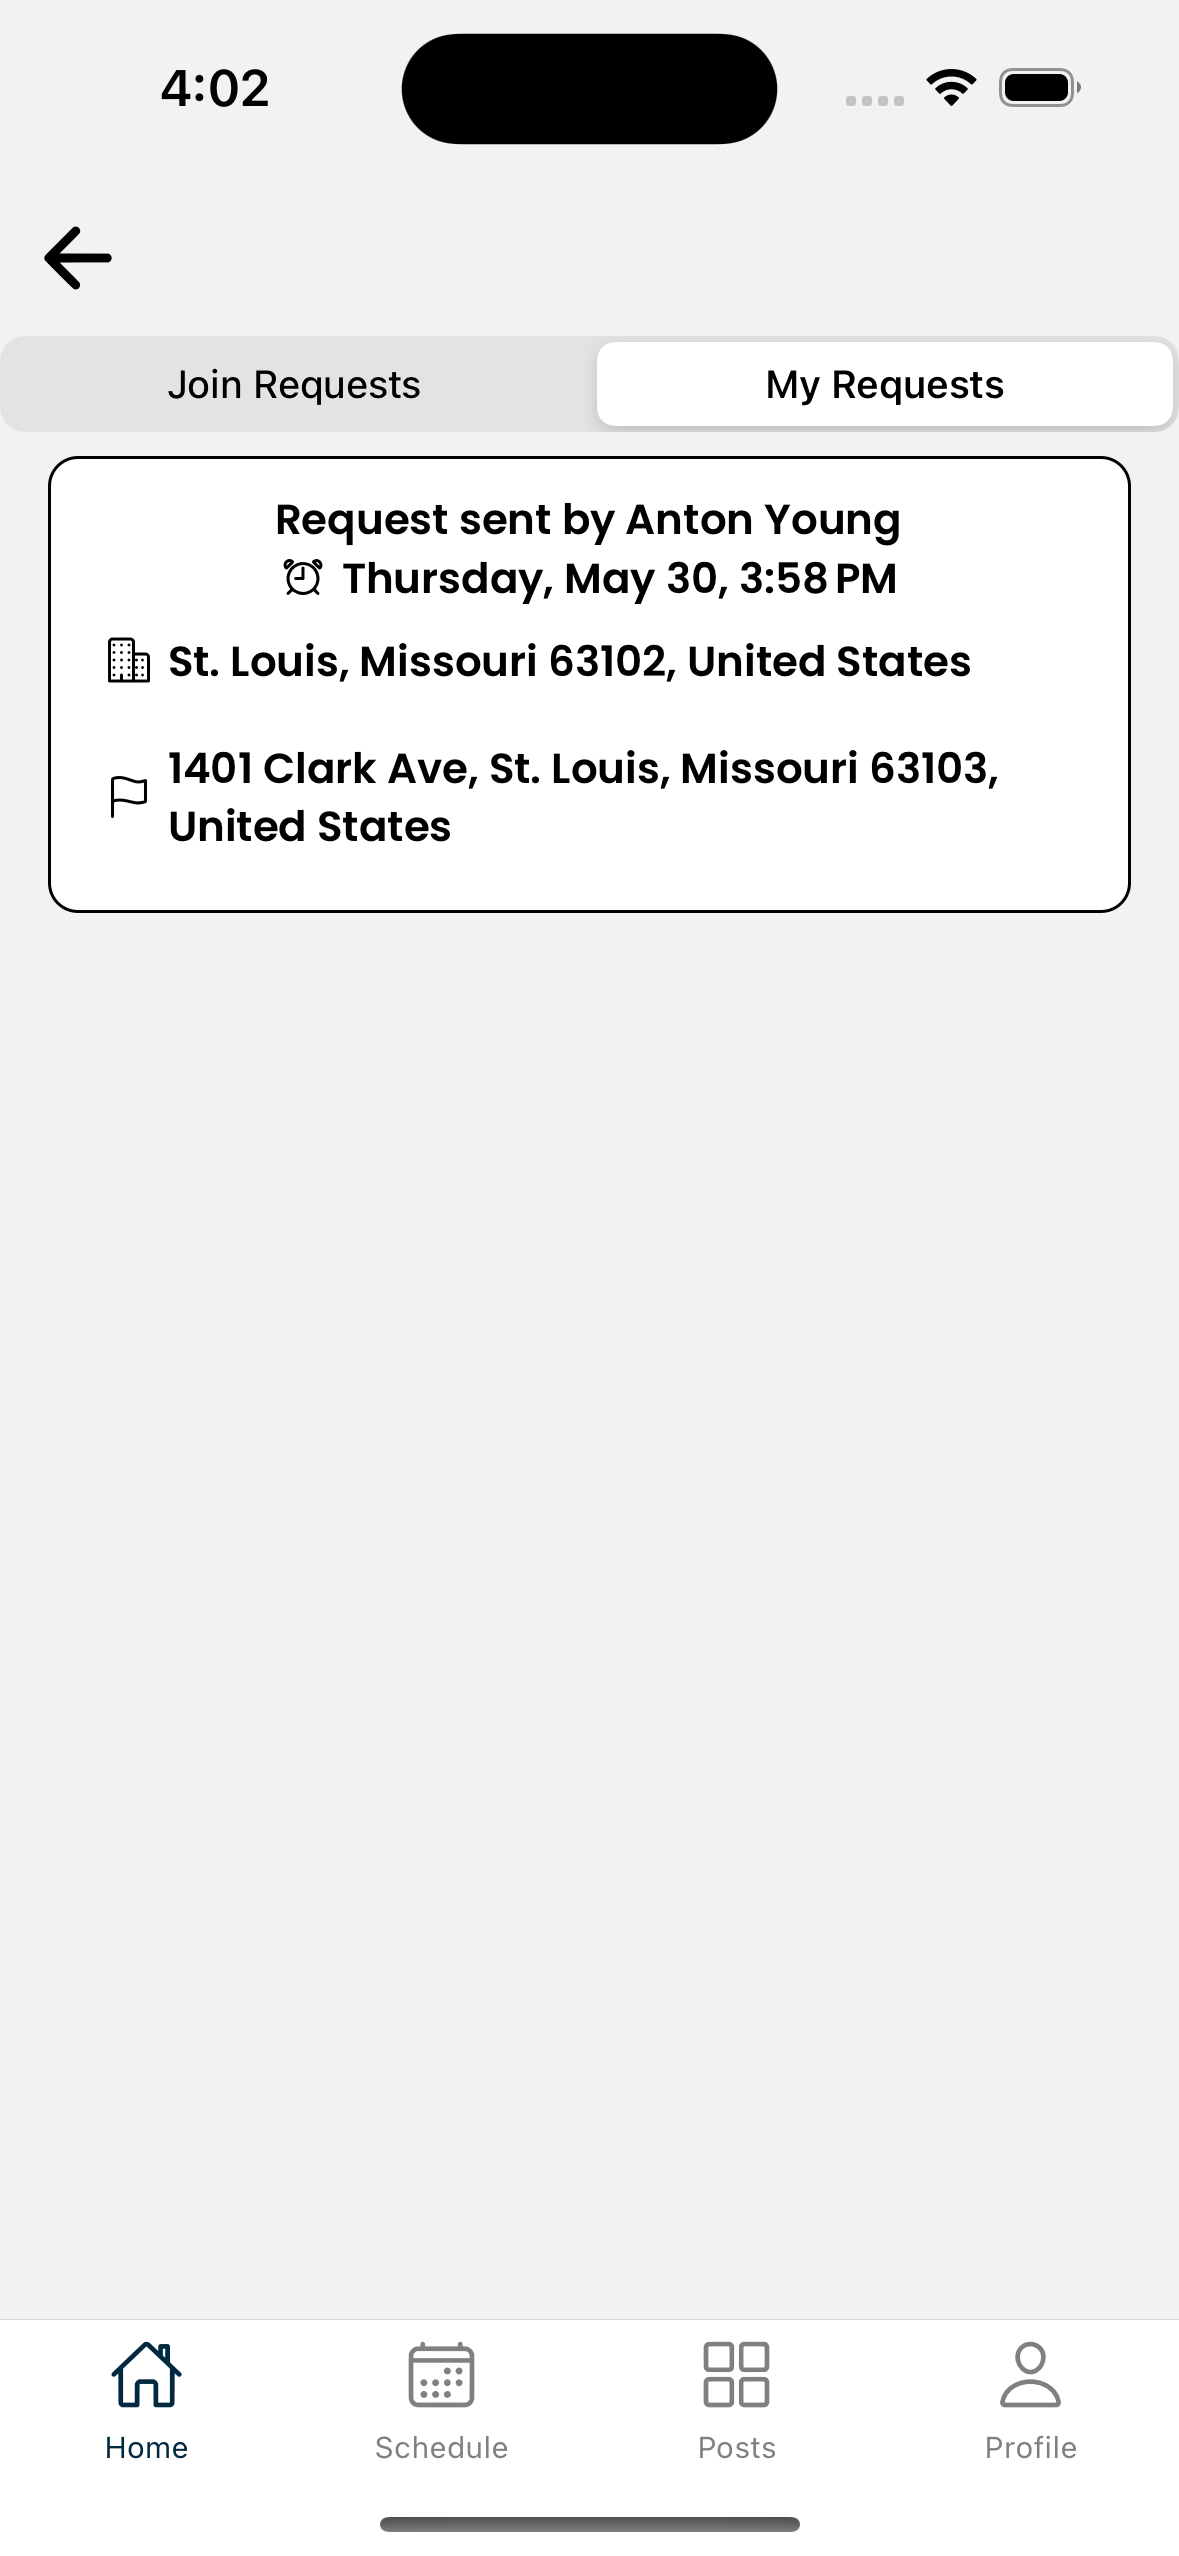 4:02
Join Requests
My Requests
Request sent by Anton Young
Thursday, May 30, 3:58 PM
St. Louis, Missouri 63102, United States
1401 Clark Ave, St. Louis, Missouri 63103,
United States
Home
Schedule
Posts
Profile